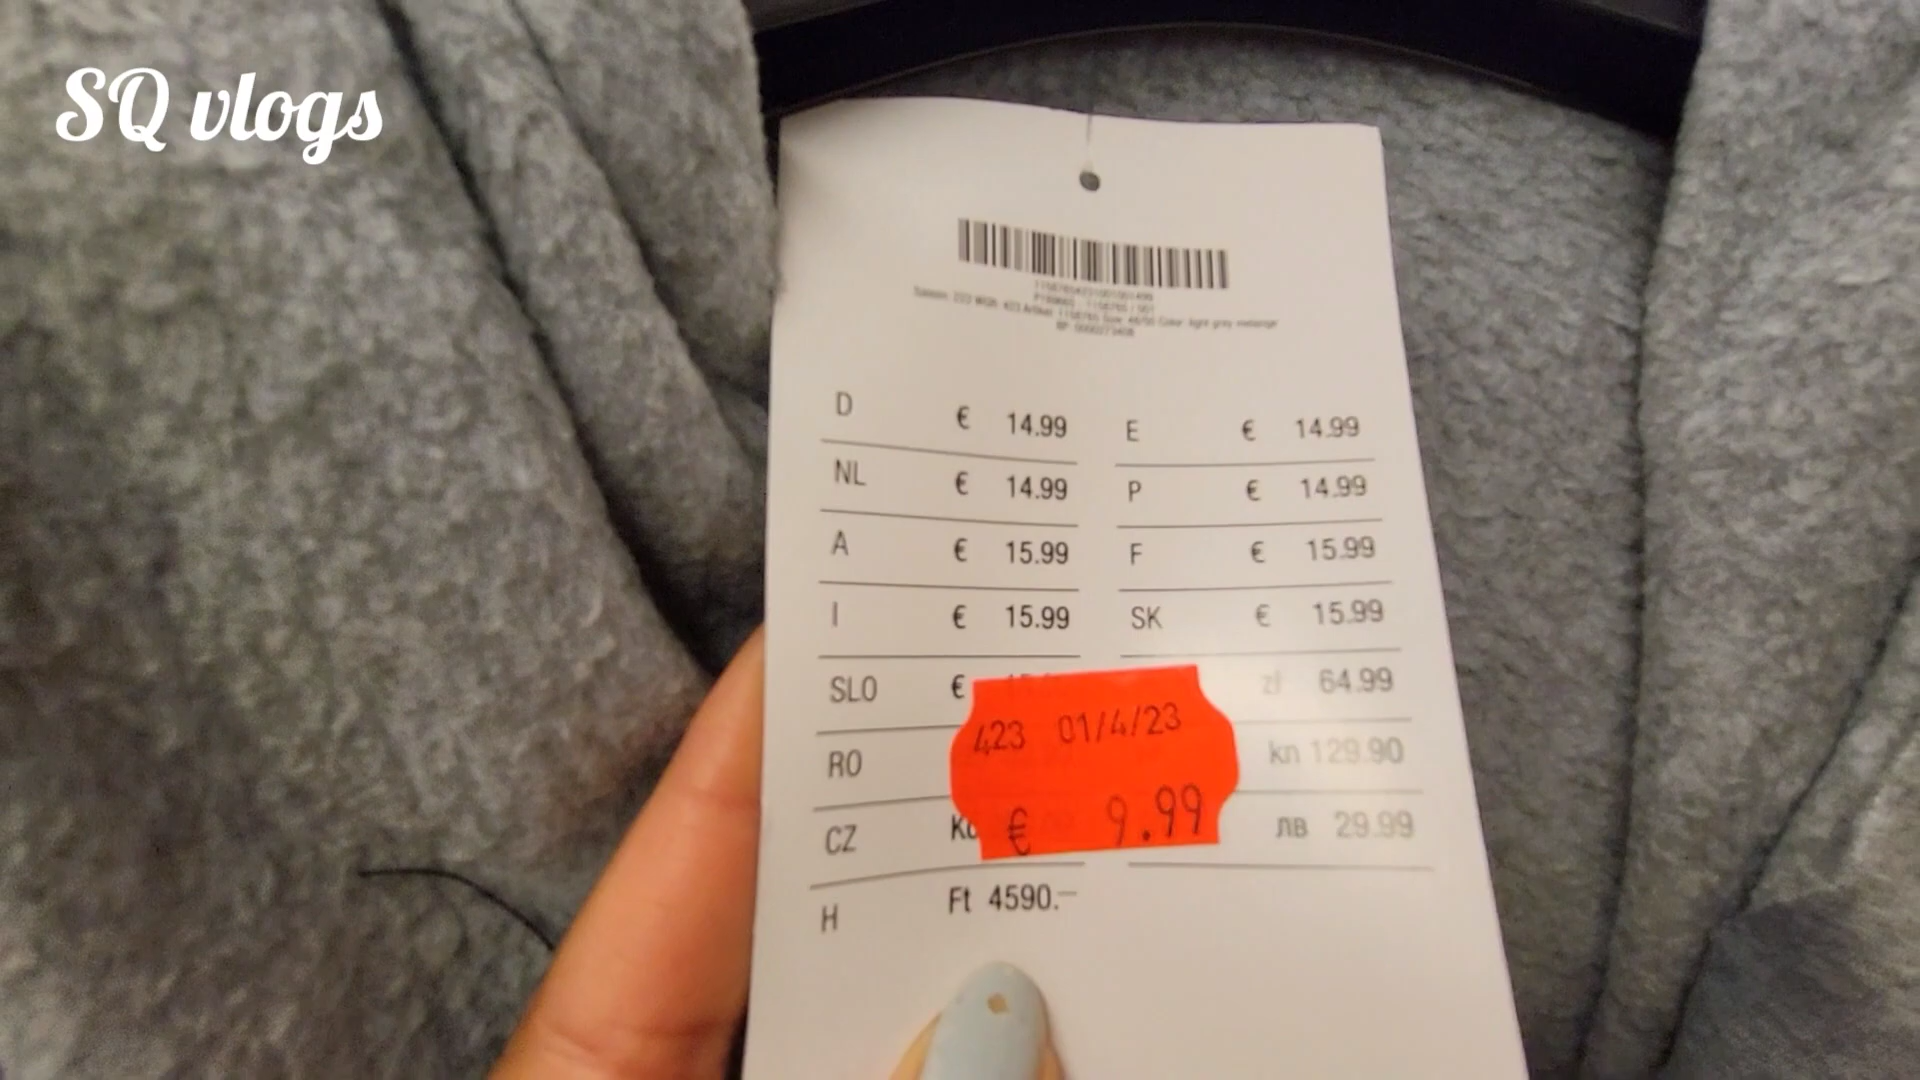 SQ vlogs
D € 14.99 E € 14.99
NL € 14.99 P € 14.99
A € 15.99 F € 15.99
I € 15.99 SK € 15.99
SLO € zł 64.99
423 01/4/23
RO kn 129.90
€ 9.99
CZ лв 29.99
H Ft 4590.–